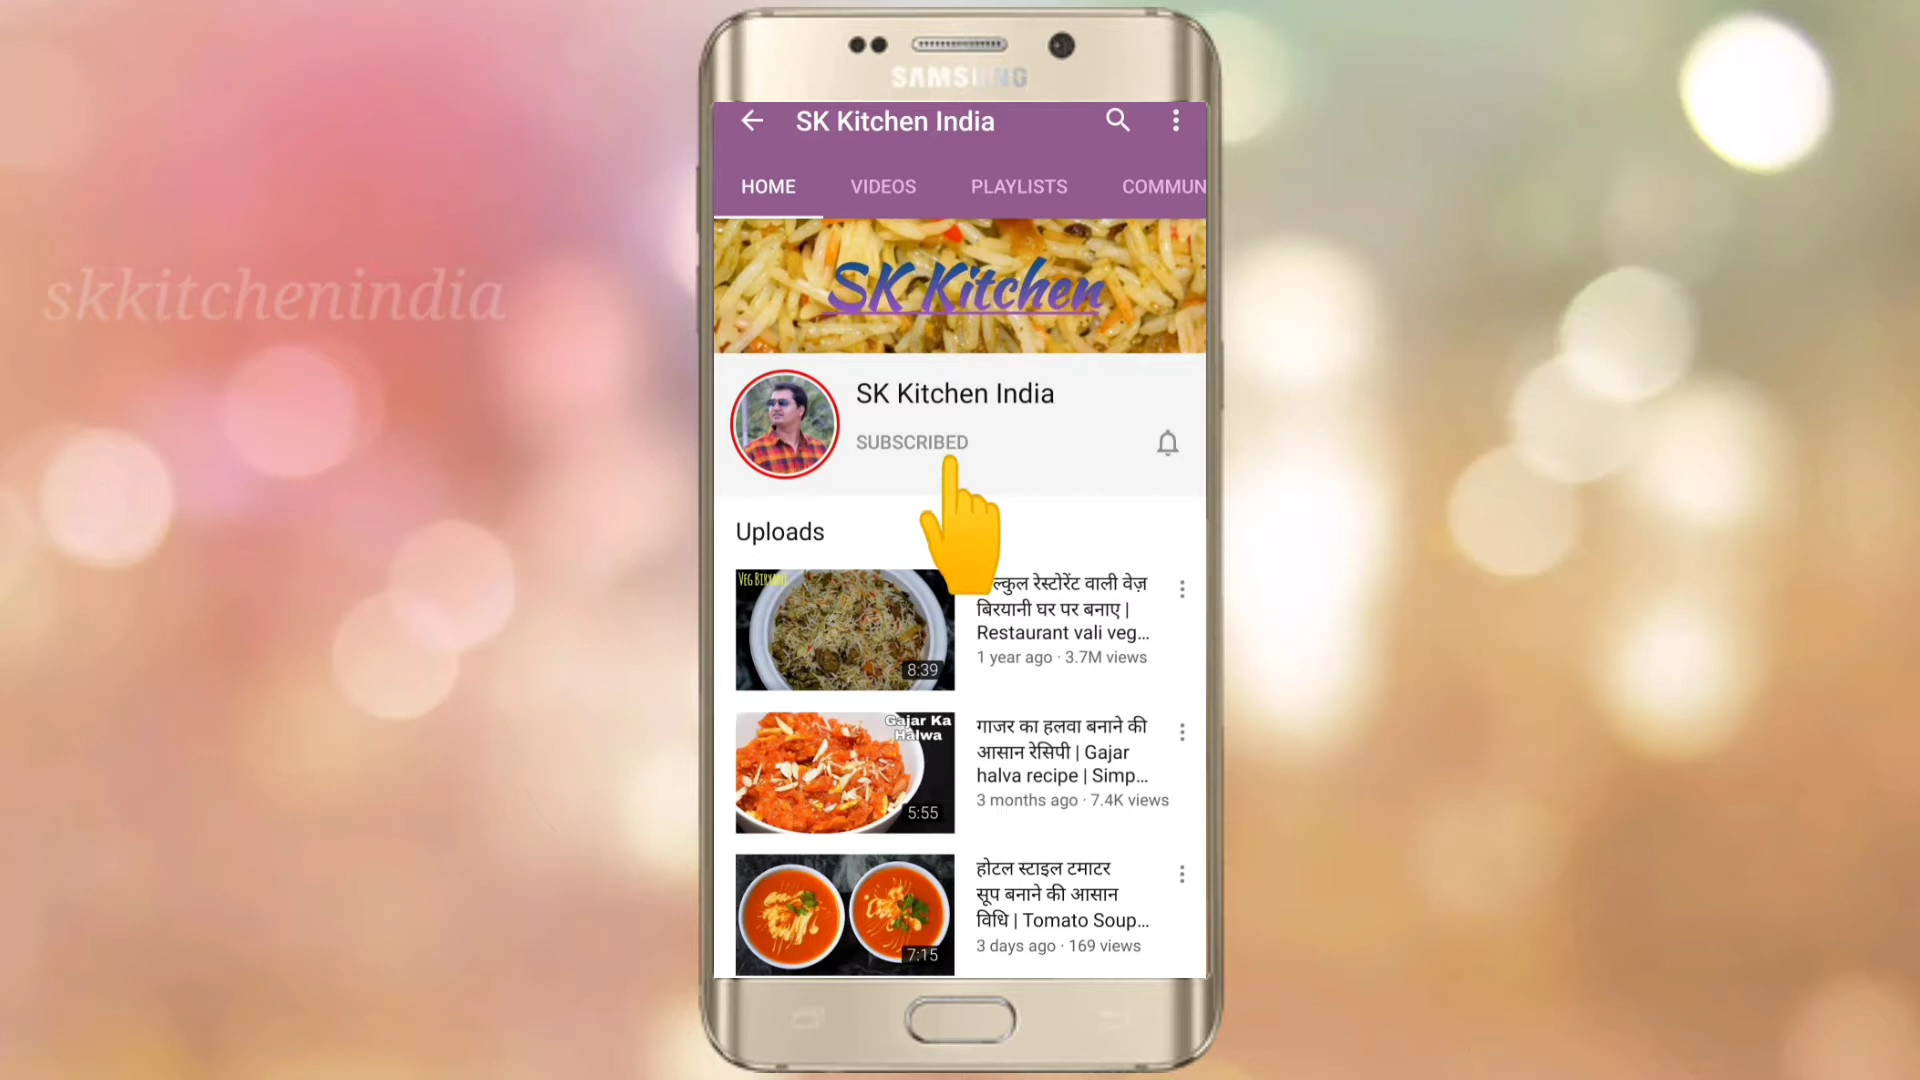 SAMSUNG
SK Kitchen India
HOME VIDEOS PLAYLISTS COMMUN
skkitchenindia
SK Kitchen
SK Kitchen India
SUBSCRIBED
Uploads
VEG BIRYANI
8:39
ल्कुल रेस्टोरेंट वाली वेज़
बिरयानी घर पर बनाए |
Restaurant vali veg...
1 year ago · 3.7M views
Gajar Ka
Halwa
5:55
गाजर का हलवा बनाने की
आसान रेसिपी | Gajar
halva recipe | Simp...
3 months ago · 7.4K views
7:15
होटल स्टाइल टमाटर
सूप बनाने की आसान
विधि | Tomato Soup...
3 days ago · 169 views